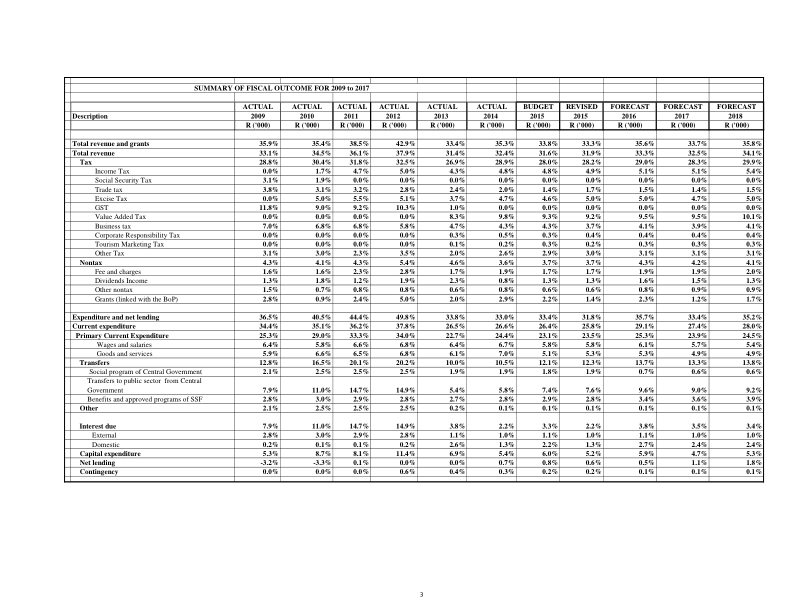 SUMMARY OF FISCAL OUTCOME FOR 2009 to 2017
ACTUAL ACTUAL ACTUAL ACTUAL ACTUAL ACTUAL BUDGET REVISED FORECAST FORECAST FORECAST
Description 2009 2010 2011 2012 2013 2014 2015 2015 2016 2017 2018
R ('000) R ('000) R ('000) R ('000) R ('000) R ('000) R ('000) R ('000) R ('000) R ('000) R ('000)
Total revenue and grants 35.9% 35.4% 38.5% 42.9% 33.4% 35.3% 33.8% 33.3% 35.6% 33.7% 35.8%
Total revenue 33.1% 34.5% 36.1% 37.9% 31.4% 32.4% 31.6% 31.9% 33.3% 32.5% 34.1%
Tax 28.8% 30.4% 31.8% 32.5% 26.9% 28.9% 28.0% 28.2% 29.0% 28.3% 29.9%
Income Tax 0.0% 1.7% 4.7% 5.0% 4.3% 4.8% 4.8% 4.9% 5.1% 5.1% 5.4%
Social Security Tax 3.1% 1.9% 0.0% 0.0% 0.0% 0.0% 0.0% 0.0% 0.0% 0.0% 0.0%
Trade tax 3.8% 3.1% 3.2% 2.8% 2.4% 2.0% 1.4% 1.7% 1.5% 1.4% 1.5%
Excise Tax 0.0% 5.0% 5.5% 5.1% 3.7% 4.7% 4.6% 5.0% 5.0% 4.7% 5.0%
GST 11.8% 9.0% 9.2% 10.3% 1.0% 0.0% 0.0% 0.0% 0.0% 0.0% 0.0%
Value Added Tax 0.0% 0.0% 0.0% 0.0% 8.3% 9.8% 9.3% 9.2% 9.5% 9.5% 10.1%
Business tax 7.0% 6.8% 6.8% 5.8% 4.7% 4.3% 4.3% 3.7% 4.1% 3.9% 4.1%
Corporate Responsibility Tax 0.0% 0.0% 0.0% 0.0% 0.3% 0.5% 0.3% 0.4% 0.4% 0.4% 0.4%
Tourism Marketing Tax 0.0% 0.0% 0.0% 0.0% 0.1% 0.2% 0.3% 0.2% 0.3% 0.3% 0.3%
Other Tax 3.1% 3.0% 2.3% 3.5% 2.0% 2.6% 2.9% 3.0% 3.1% 3.1% 3.1%
Nontax 4.3% 4.1% 4.3% 5.4% 4.6% 3.6% 3.7% 3.7% 4.3% 4.2% 4.1%
Fee and charges 1.6% 1.6% 2.3% 2.8% 1.7% 1.9% 1.7% 1.7% 1.9% 1.9% 2.0%
Dividends Income 1.3% 1.8% 1.2% 1.9% 2.3% 0.8% 1.3% 1.3% 1.6% 1.5% 1.3%
Other nontax 1.5% 0.7% 0.8% 0.8% 0.6% 0.8% 0.6% 0.6% 0.8% 0.9% 0.9%
Grants (linked with the BoP) 2.8% 0.9% 2.4% 5.0% 2.0% 2.9% 2.2% 1.4% 2.3% 1.2% 1.7%
Expenditure and net lending 36.5% 40.5% 44.4% 49.8% 33.8% 33.0% 33.4% 31.8% 35.7% 33.4% 35.2%
Current expenditure 34.4% 35.1% 36.2% 37.8% 26.5% 26.6% 26.4% 25.8% 29.1% 27.4% 28.0%
Primary Current Expenditure 25.3% 29.0% 33.3% 34.0% 22.7% 24.4% 23.1% 23.5% 25.3% 23.9% 24.5%
Wages and salaries 6.4% 5.8% 6.6% 6.8% 6.4% 6.7% 5.8% 5.8% 6.1% 5.7% 5.4%
Goods and services 5.9% 6.6% 6.5% 6.8% 6.1% 7.0% 5.1% 5.3% 5.3% 4.9% 4.9%
Transfers 12.8% 16.5% 20.1% 20.2% 10.0% 10.5% 12.1% 12.3% 13.7% 13.3% 13.8%
Social program of Central Government 2.1% 2.5% 2.5% 2.5% 1.9% 1.9% 1.8% 1.9% 0.7% 0.6% 0.6%
Transfers to public sector from Central
Government 7.9% 11.0% 14.7% 14.9% 5.4% 5.8% 7.4% 7.6% 9.6% 9.0% 9.2%
Benefits and approved programs of SSF 2.8% 3.0% 2.9% 2.8% 2.7% 2.8% 2.9% 2.8% 3.4% 3.6% 3.9%
Other 2.1% 2.5% 2.5% 2.5% 0.2% 0.1% 0.1% 0.1% 0.1% 0.1% 0.1%
Interest due 7.9% 11.0% 14.7% 14.9% 3.8% 2.2% 3.3% 2.2% 3.8% 3.5% 3.4%
External 2.8% 3.0% 2.9% 2.8% 1.1% 1.0% 1.1% 1.0% 1.1% 1.0% 1.0%
Domestic 0.2% 0.1% 0.1% 0.2% 2.6% 1.3% 2.2% 1.3% 2.7% 2.4% 2.4%
Capital expenditure 5.3% 8.7% 8.1% 11.4% 6.9% 5.4% 6.0% 5.2% 5.9% 4.7% 5.3%
Net lending -3.2% -3.3% 0.1% 0.0% 0.0% 0.7% 0.8% 0.6% 0.5% 1.1% 1.8%
Contingency 0.0% 0.0% 0.0% 0.6% 0.4% 0.3% 0.2% 0.2% 0.1% 0.1% 0.1%
3